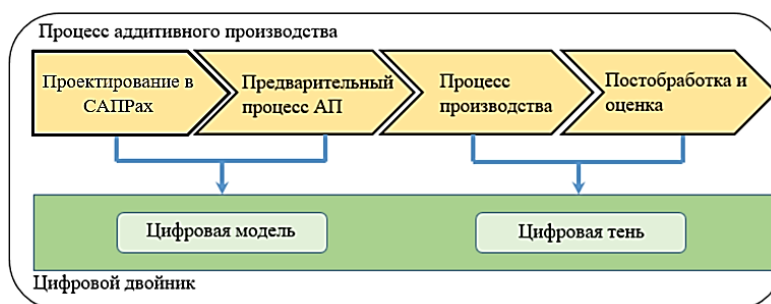 Процесс аддитивного производства
Проектирование в
САПРах
Предварительный
процесс АП
Процесс
производства
Постобработка и
оценка
Цифровая модель
Цифровая тень
Цифровой двойник